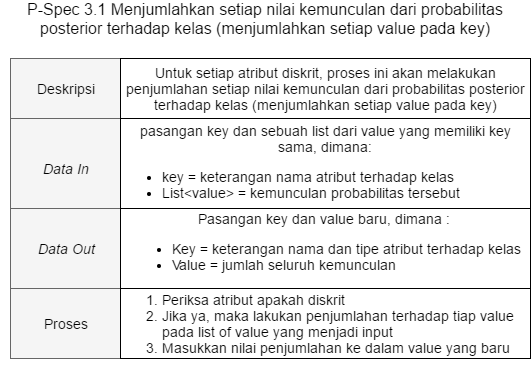 P-Spec 3.1 Menjumlahkan setiap nilai kemunculan dari probabilitas
posterior terhadap kelas (menjumlahkan setiap value pada key)
Deskripsi
Untuk setiap atribut diskrit, proses ini akan melakukan
penjumlahan setiap nilai kemunculan dari probabilitas posterior
terhadap kelas (menjumlahkan setiap value pada key)
Data In
pasangan key dan sebuah list dari value yang memiliki key
sama, dimana:
• key = keterangan nama atribut terhadap kelas
• List<value> = kemunculan probabilitas tersebut
Data Out
Pasangan key dan value baru, dimana :
• Key = keterangan nama dan tipe atribut terhadap kelas
• Value = jumlah seluruh kemunculan
Proses
1. Periksa atribut apakah diskrit
2. Jika ya, maka lakukan penjumlahan terhadap tiap value
pada list of value yang menjadi input
3. Masukkan nilai penjumlahan ke dalam value yang baru